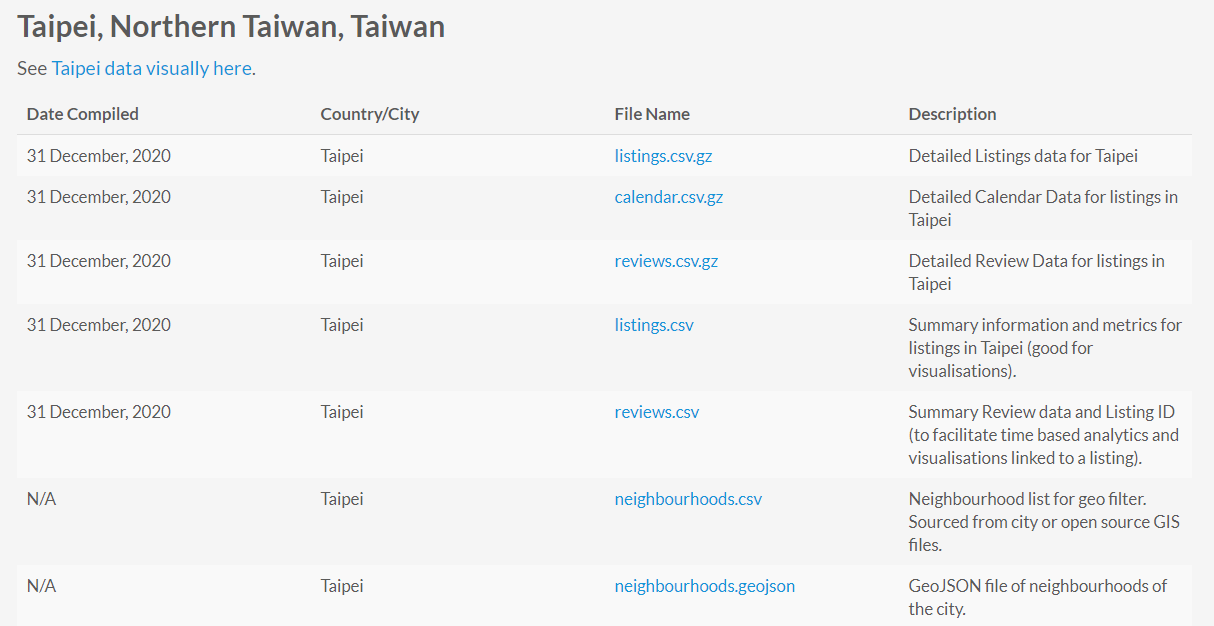 Taipei, Northern Taiwan, Taiwan
See Taipei data visually here.
Date Compiled Country/City File Name Description
31 December, 2020 Taipei listings.csv.gz Detailed Listings data for Taipei
31 December, 2020 Taipei calendar.csv.gz Detailed Calendar Data for listings in
Taipei
31 December, 2020 Taipei reviews.csv.gz Detailed Review Data for listings in
Taipei
31 December, 2020 Taipei listings.csv Summary information and metrics for
listings in Taipei (good for
visualisations).
31 December, 2020 Taipei reviews.csv Summary Review data and Listing ID
(to facilitate time based analytics and
visualisations linked to a listing).
N/A Taipei neighbourhoods.csv Neighbourhood list for geo filter.
Sourced from city or open source GIS
files.
N/A Taipei neighbourhoods.geojson GeoJSON file of neighbourhoods of
the city.